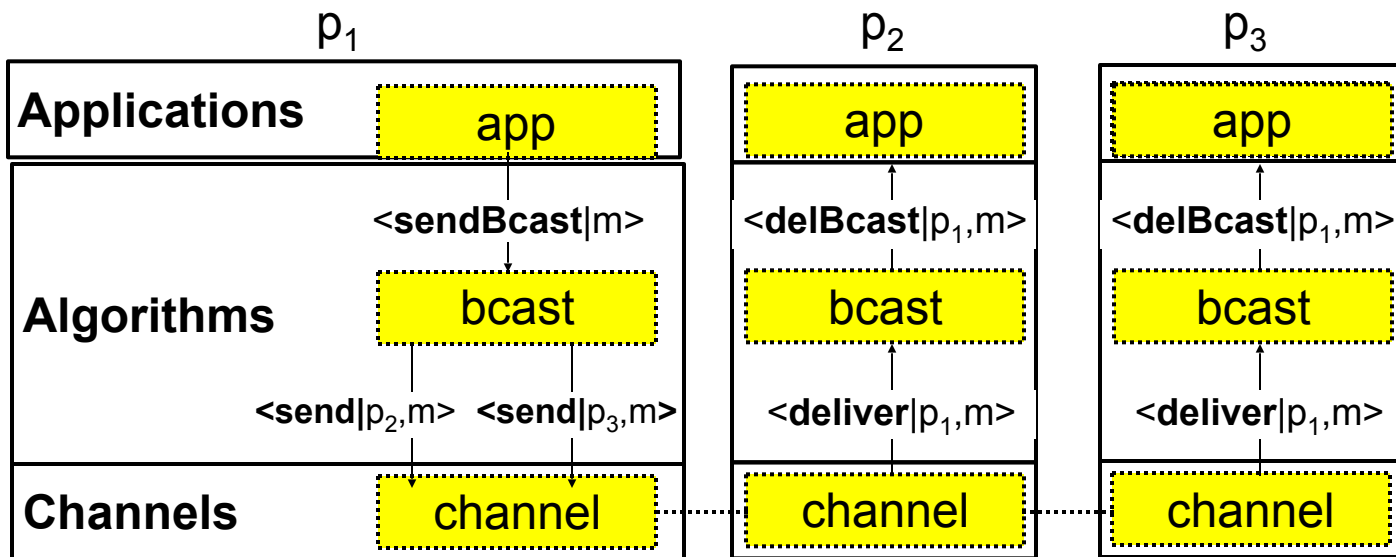 p₁ p₂ p₃
Applications app app app
<sendBcast|m> <delBcast|p₁,m> <delBcast|p₁,m>
Algorithms bcast bcast bcast
<send|p₂,m> <send|p₃,m> <deliver|p₁,m> <deliver|p₁,m>
Channels channel channel channel